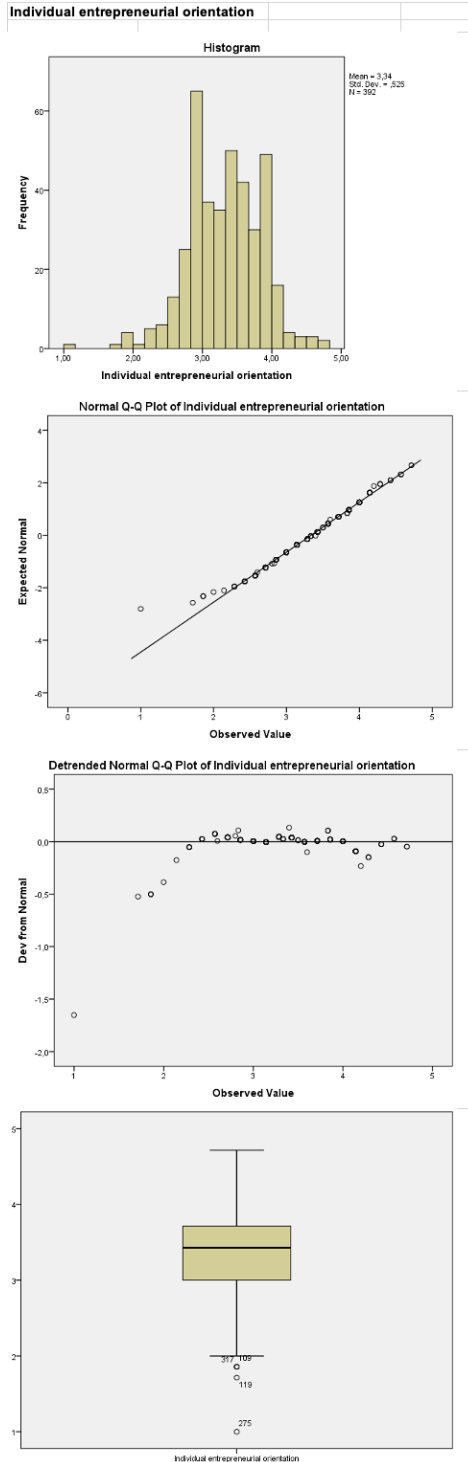 Individual entrepreneurial orientation
Histogram
Mean = 3,34
Std. Dev. = ,525
N = 392
Frequency
60
40
20
0
1,00 2,00 3,00 4,00 5,00
Individual entrepreneurial orientation
Normal Q-Q Plot of Individual entrepreneurial orientation
Expected Normal
4
2
0
-2
-4
-6
0 1 2 3 4 5
Observed Value
Detrended Normal Q-Q Plot of Individual entrepreneurial orientation
Dev from Normal
0,5
0,0
-0,5
-1,0
-1,5
-2,0
1 2 3 4 5
Observed Value
5
4
3
2
1
317 109
119
275
Individual entrepreneurial orientation